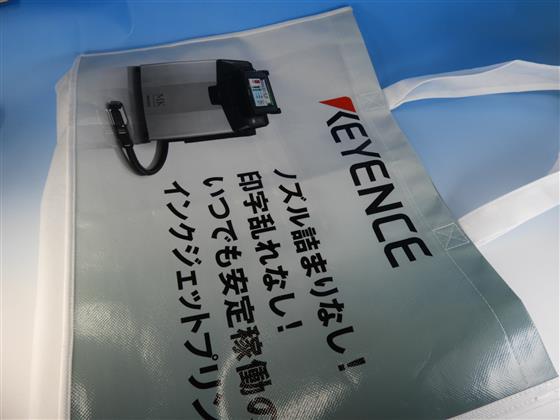 KEYENCE
ノズル詰まりなし!
印字乱れなし!
いつでも安定稼働の
インクジェットプリン
MK